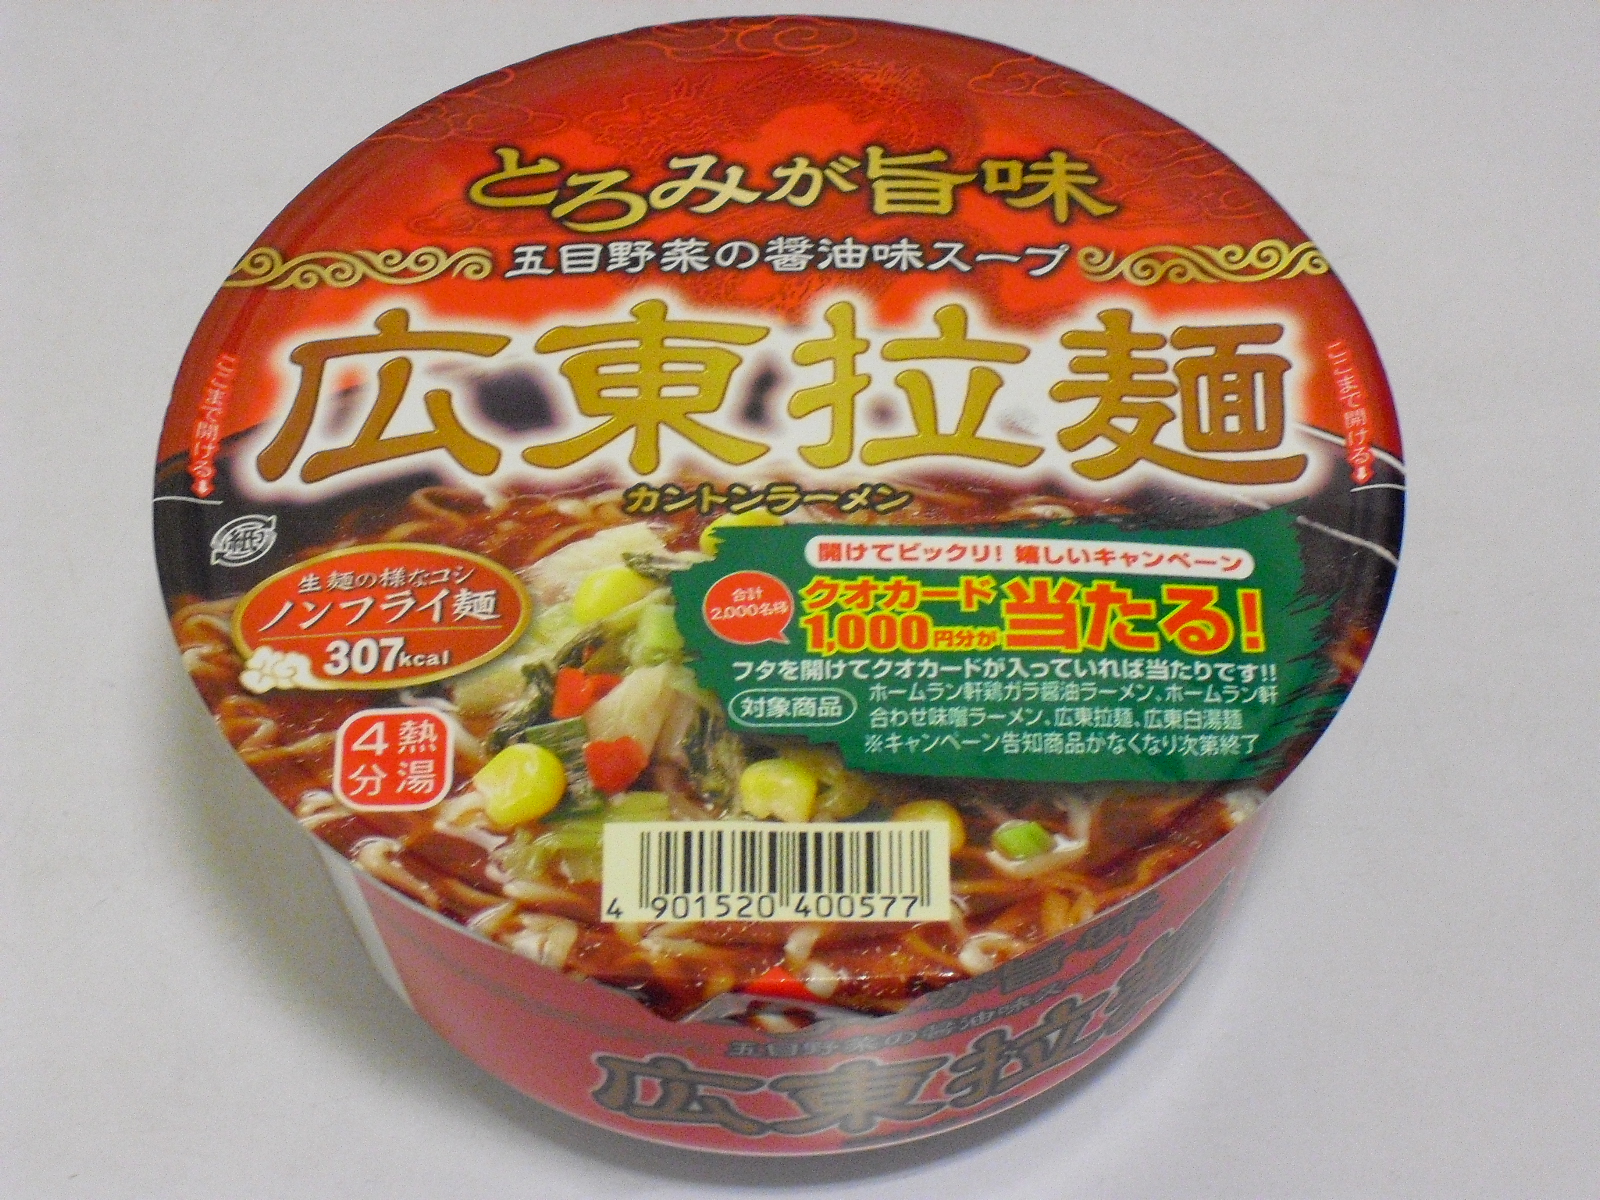 とろみが旨味
五目野菜の醤油味スープ
広東拉麺
カントンラーメン
ここまで開ける
ここまで開ける
紙
生麺の様なコシ
ノンフライ麺
307kcal
熱湯
4分
開けてビックリ! 嬉しいキャンペーン
合計
2,000名様
クオカード
1,000円分が
当たる!
フタを開けてクオカードが入っていれば当たりです!!
対象商品
ホームラン軒鶏ガラ醤油ラーメン、ホームラン軒
合わせ味噌ラーメン、広東拉麺、広東白湯麺
※キャンペーン告知商品がなくなり次第終了
4 901520 400577
が旨味
五目野菜の醤油味スープ
広東拉麺